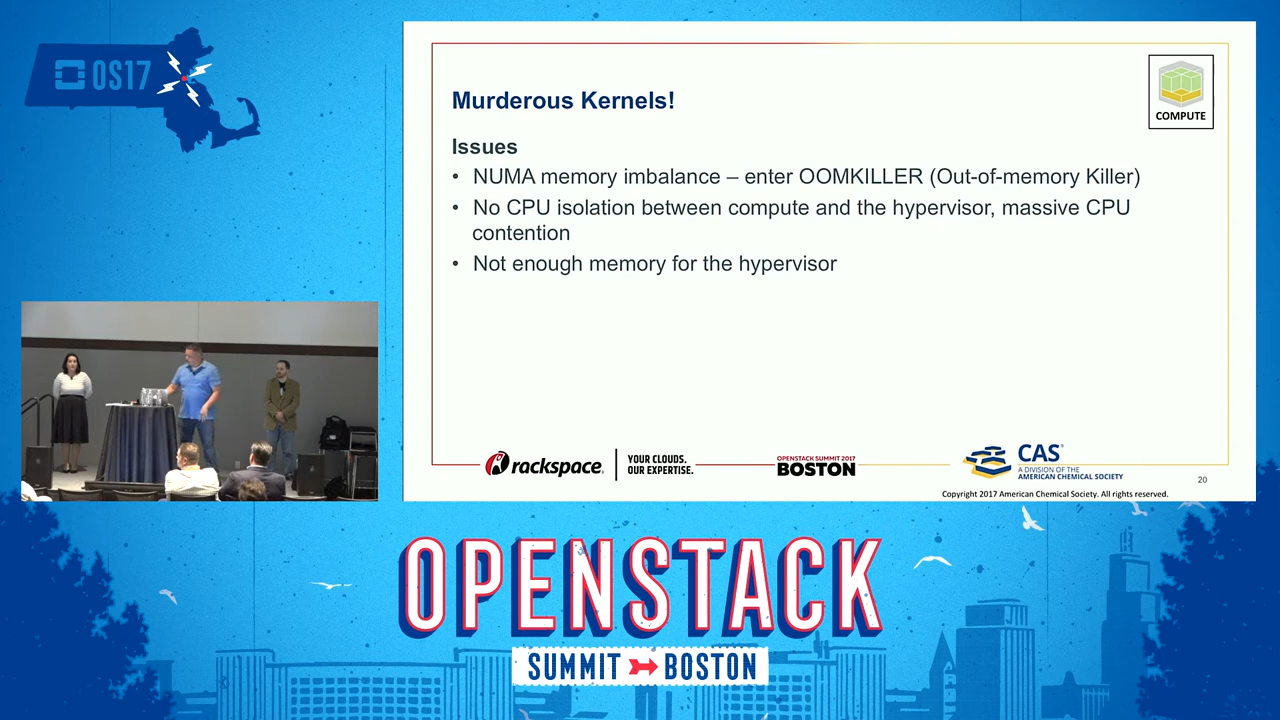 OS17
Murderous Kernels!
COMPUTE
Issues
• NUMA memory imbalance – enter OOMKILLER (Out-of-memory Killer)
• No CPU isolation between compute and the hypervisor, massive CPU
contention
• Not enough memory for the hypervisor
rackspace.
YOUR CLOUDS.
OUR EXPERTISE.
OPENSTACK SUMMIT 2017
BOSTON
CAS
A DIVISION OF THE
AMERICAN CHEMICAL SOCIETY
20
Copyright 2017 American Chemical Society. All rights reserved.
OPENSTACK
SUMMIT BOSTON